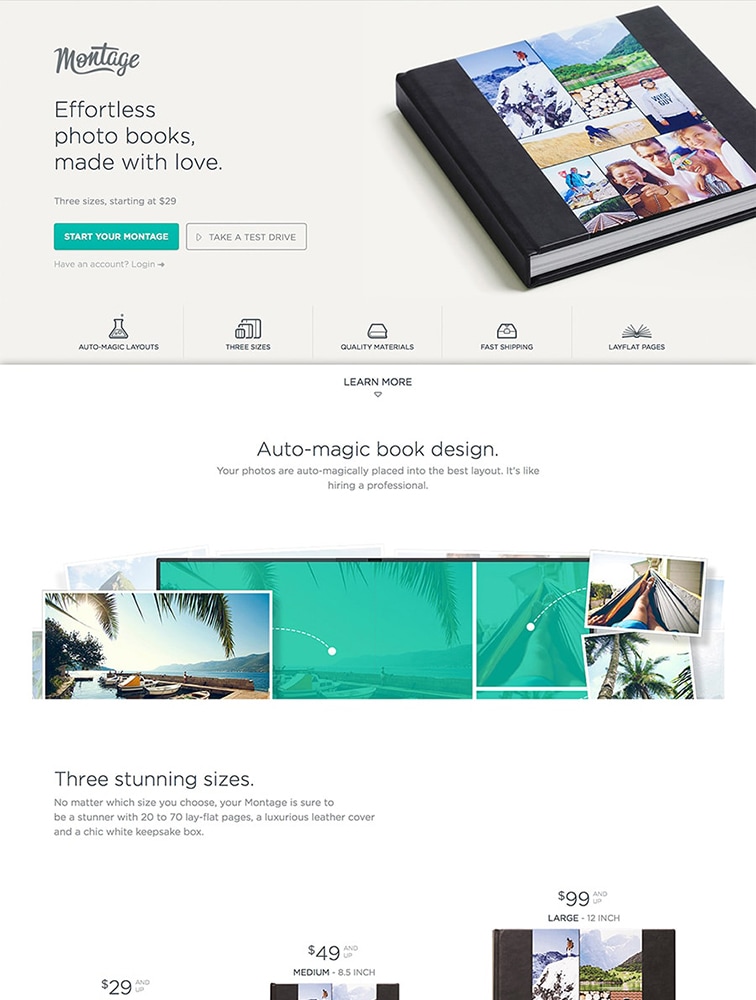 Montage
Effortless
photo books,
made with love.
Three sizes, starting at $29
START YOUR MONTAGE
TAKE A TEST DRIVE
Have an account? Login ➔
WISE
GUY
AUTO-MAGIC LAYOUTS
THREE SIZES
QUALITY MATERIALS
FAST SHIPPING
LAYFLAT PAGES
LEARN MORE
Auto-magic book design.
Your photos are auto-magically placed into the best layout. It's like
hiring a professional.
Three stunning sizes.
No matter which size you choose, your Montage is sure to
be a stunner with 20 to 70 lay-flat pages, a luxurious leather cover
and a chic white keepsake box.
$99 AND UP
LARGE - 12 INCH
$49 AND UP
MEDIUM - 8.5 INCH
$29 AND UP